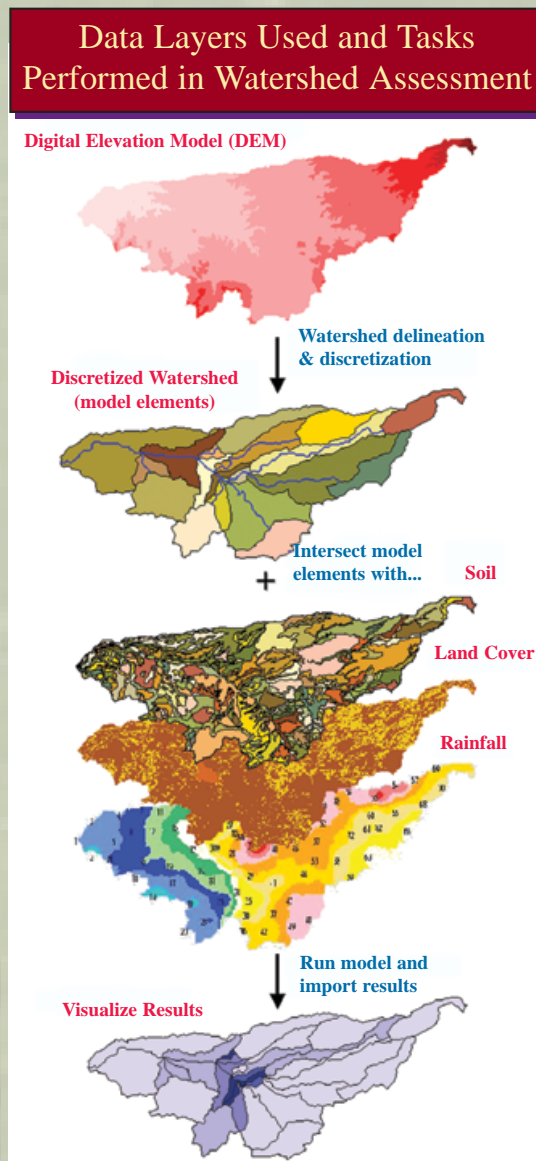 Data Layers Used and Tasks
Performed in Watershed Assessment
Digital Elevation Model (DEM)
Watershed delineation
& discretization
Discretized Watershed
(model elements)
Intersect model
elements with...
+
Soil
Land Cover
Rainfall
Run model and
import results
Visualize Results